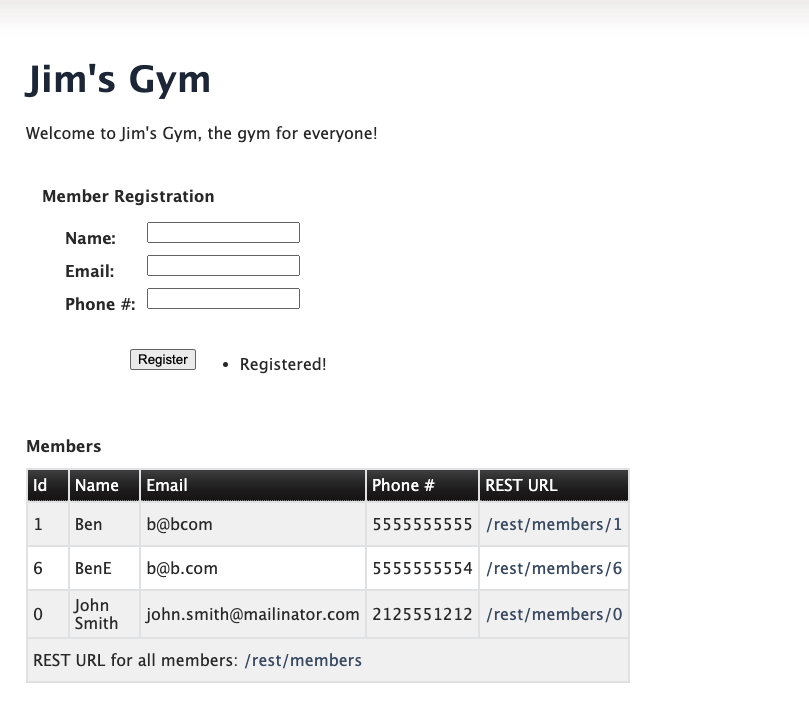 Jim's Gym
Welcome to Jim's Gym, the gym for everyone!
Member Registration
Name:
Email:
Phone #:
Register • Registered!
Members
Id Name Email Phone # REST URL
1 Ben b@bcom 5555555555 /rest/members/1
6 BenE b@b.com 5555555554 /rest/members/6
0 John Smith john.smith@mailinator.com 2125551212 /rest/members/0
REST URL for all members: /rest/members